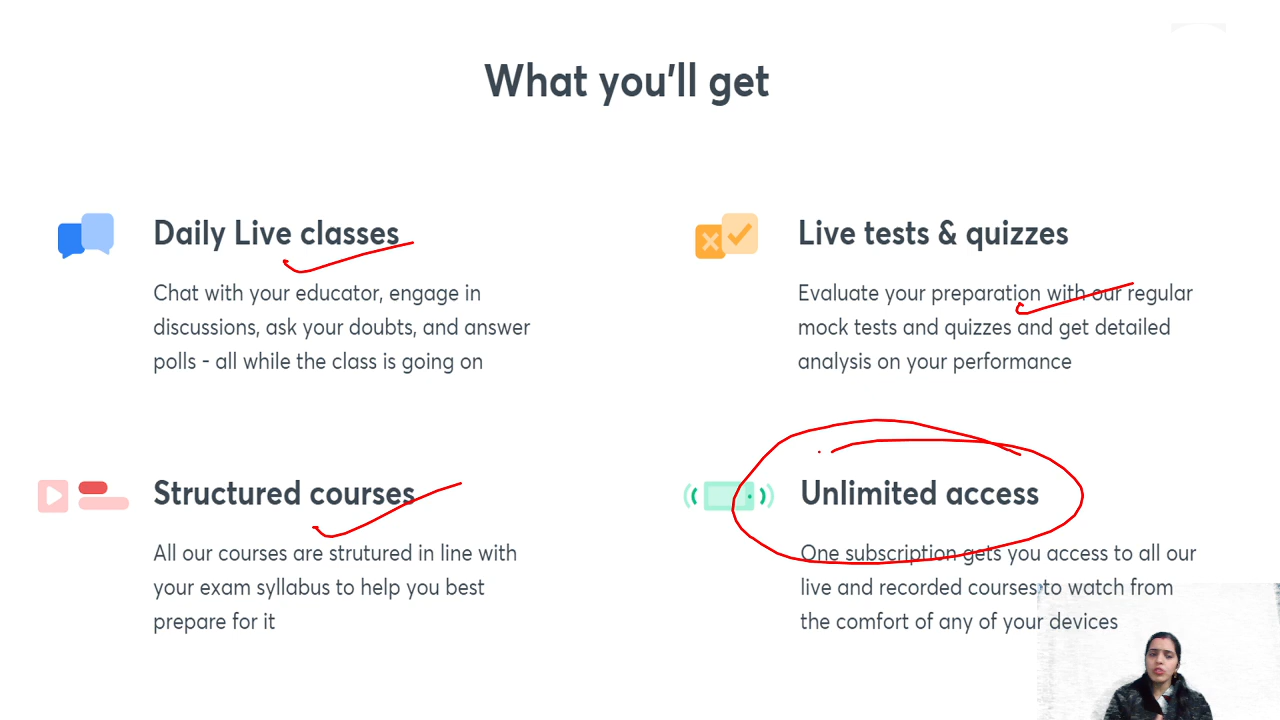 What you'll get
Daily Live classes
Chat with your educator, engage in
discussions, ask your doubts, and answer
polls - all while the class is going on
Live tests & quizzes
Evaluate your preparation with our regular
mock tests and quizzes and get detailed
analysis on your performance
Structured courses
All our courses are strutured in line with
your exam syllabus to help you best
prepare for it
Unlimited access
One subscription gets you access to all our
live and recorded courses to watch from
the comfort of any of your devices